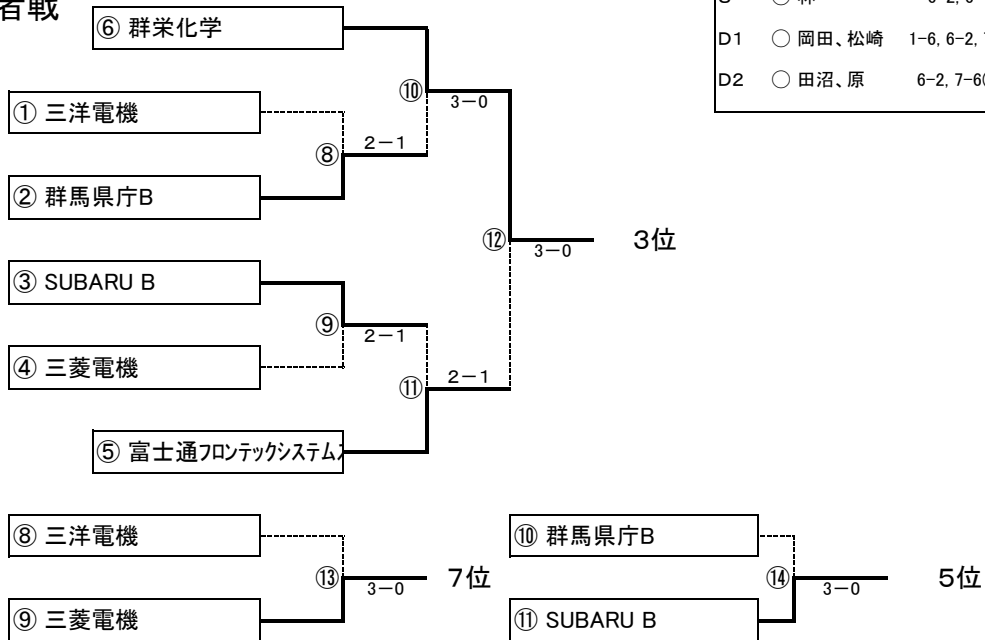 者戦
⑥ 群栄化学
D1 ○ 岡田、松崎 1-6, 6-2,
① 三洋電機
⑩
3-0
D2 ○ 田沼、原 6-2, 7-6(
⑧
2-1
② 群馬県庁B
⑫
3-0
3位
③ SUBARU B
⑨
2-1
④ 三菱電機
⑪
2-1
⑤ 富士通フロンテックシステム
⑧ 三洋電機
⑩ 群馬県庁B
⑬
3-0
7位
⑭
3-0
5位
⑨ 三菱電機
⑪ SUBARU B